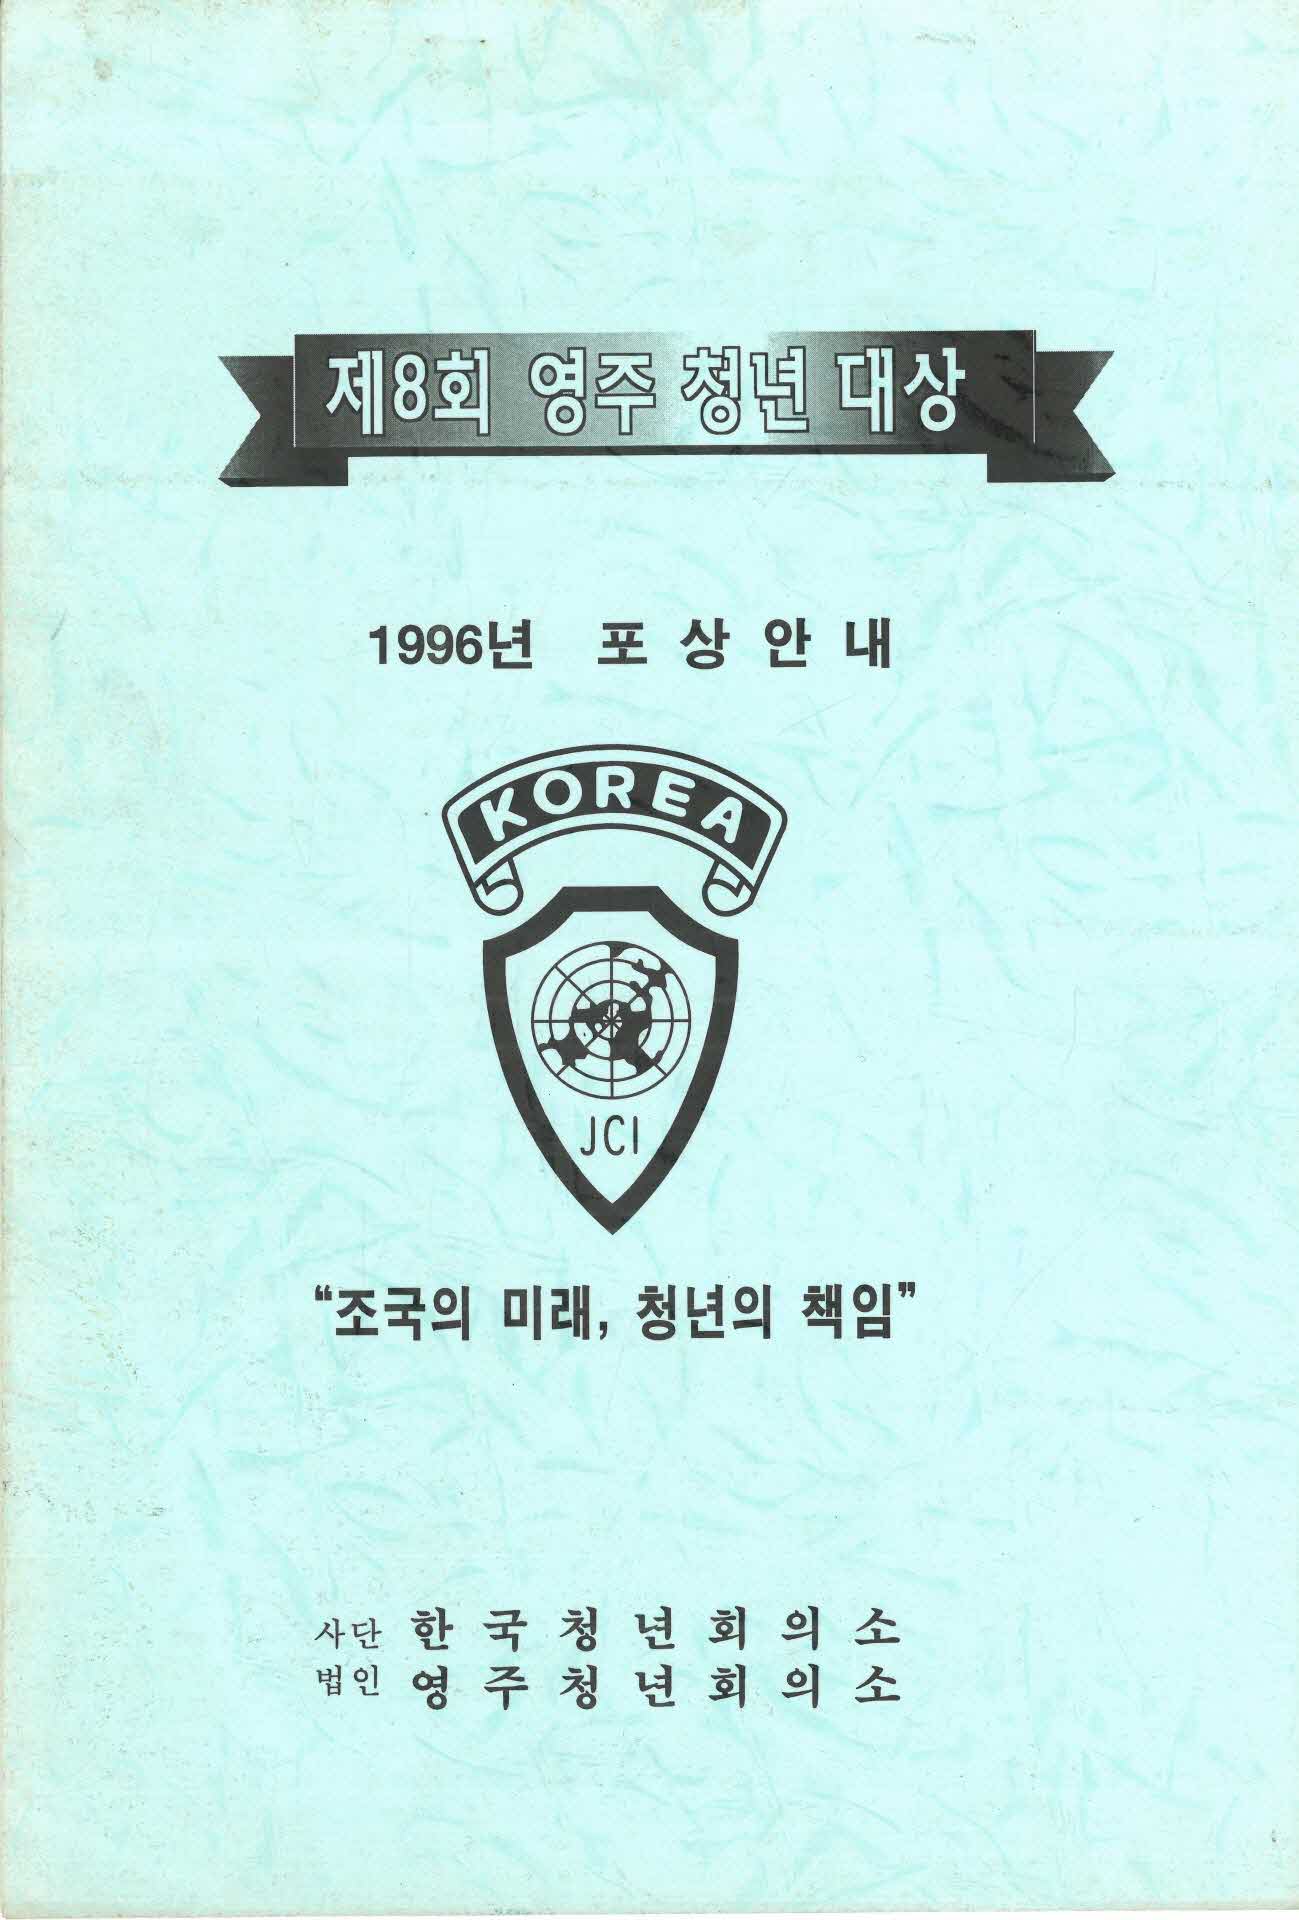 제8회 영주 청년 대상
1996년 포상안내
KOREA
JCI
“조국의 미래, 청년의 책임”
사단 한국청년회의소
법인 영주청년회의소